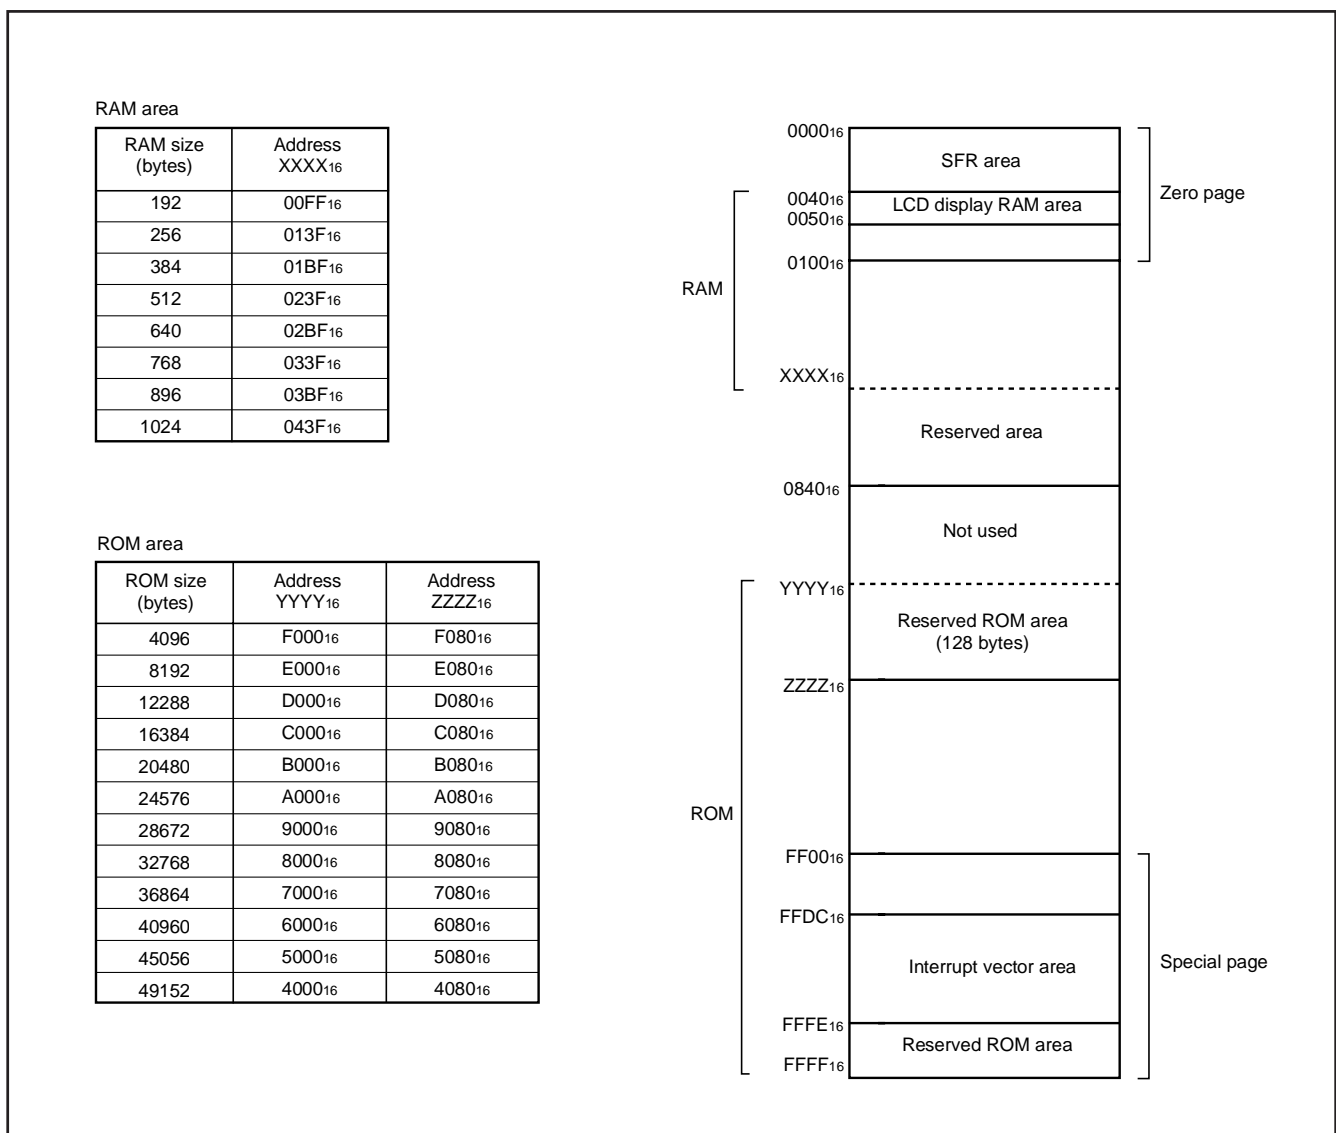 RAM area
RAM size (bytes) Address XXXX16
192 00FF16
256 013F16
384 01BF16
512 023F16
640 02BF16
768 033F16
896 03BF16
1024 043F16
ROM area
ROM size (bytes) Address YYYY16 Address ZZZZ16
4096 F00016 F08016
8192 E00016 E08016
12288 D00016 D08016
16384 C00016 C08016
20480 B00016 B08016
24576 A00016 A08016
28672 900016 908016
32768 800016 808016
36864 700016 708016
40960 600016 608016
45056 500016 508016
49152 400016 408016
000016
SFR area
Zero page
004016
LCD display RAM area
005016
010016
RAM
XXXX16
Reserved area
084016
Not used
YYYY16
Reserved ROM area
(128 bytes)
ZZZZ16
ROM
FF0016
FFDC16
Interrupt vector area
Special page
FFFE16
Reserved ROM area
FFFF16